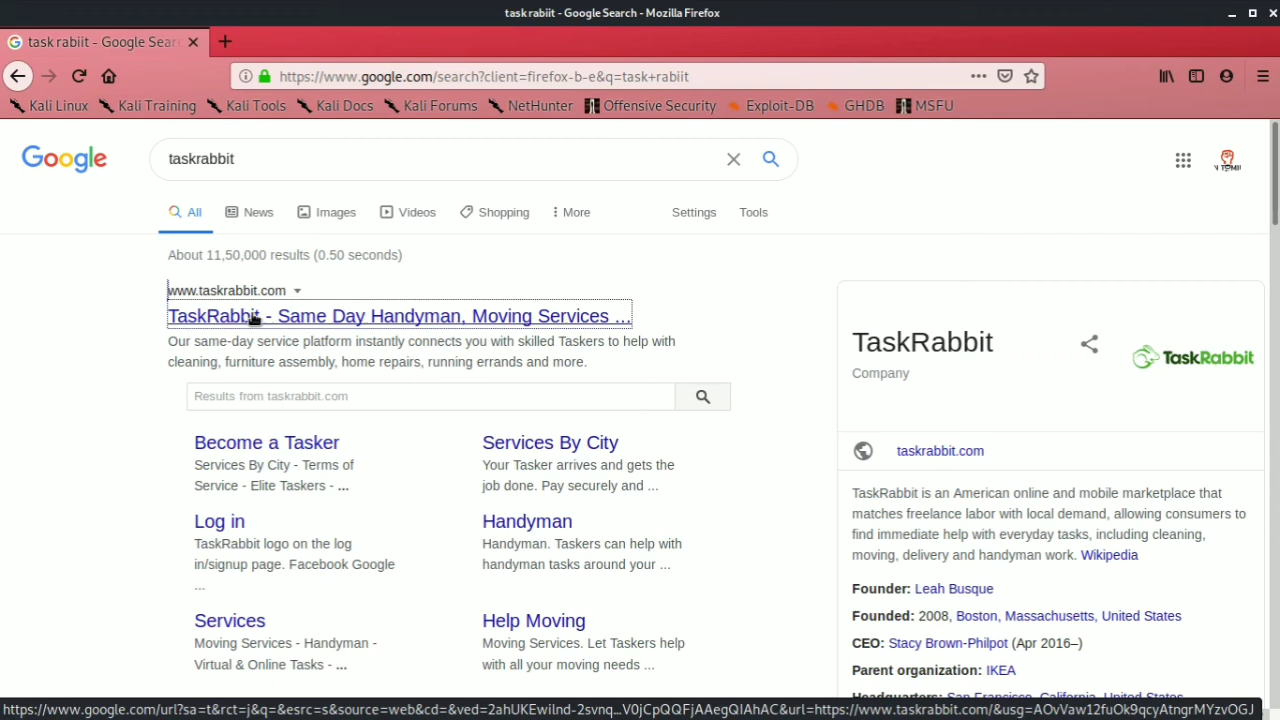 task rabiit - Google Search - Mozilla Firefox
task rabiit - Google Sear
https://www.google.com/search?client=firefox-b-e&q=task+rabiit
Kali Linux Kali Training Kali Tools Kali Docs Kali Forums NetHunter Offensive Security Exploit-DB GHDB MSFU
Google
taskrabbit
All News Images Videos Shopping More Settings Tools
About 11,50,000 results (0.50 seconds)
www.taskrabbit.com
TaskRabbit - Same Day Handyman, Moving Services ...
Our same-day service platform instantly connects you with skilled Taskers to help with
cleaning, furniture assembly, home repairs, running errands and more.
Results from taskrabbit.com
Become a Tasker
Services By City - Terms of
Service - Elite Taskers - ...
Services By City
Your Tasker arrives and gets the
job done. Pay securely and ...
Log in
TaskRabbit logo on the log
in/signup page. Facebook Google
...
Handyman
Handyman. Taskers can help with
handyman tasks around your ...
Services
Moving Services - Handyman -
Virtual & Online Tasks - ...
Help Moving
Moving Services. Let Taskers help
with all your moving needs ...
TaskRabbit
Company
TaskRabbit
taskrabbit.com
TaskRabbit is an American online and mobile marketplace that
matches freelance labor with local demand, allowing consumers to
find immediate help with everyday tasks, including cleaning,
moving, delivery and handyman work. Wikipedia
Founder: Leah Busque
Founded: 2008, Boston, Massachusetts, United States
CEO: Stacy Brown-Philpot (Apr 2016–)
Parent organization: IKEA
Headquarters: San Francisco, California, United States
https://www.google.com/url?sa=t&rct=j&q=&esrc=s&source=web&cd=&ved=2ahUKEwilnd-2svnq…V0jCpQQFjAAegQIAhAC&url=https://www.taskrabbit.com/&usg=AOvVaw12fuOk9qcyAtngrMYzvOGJ